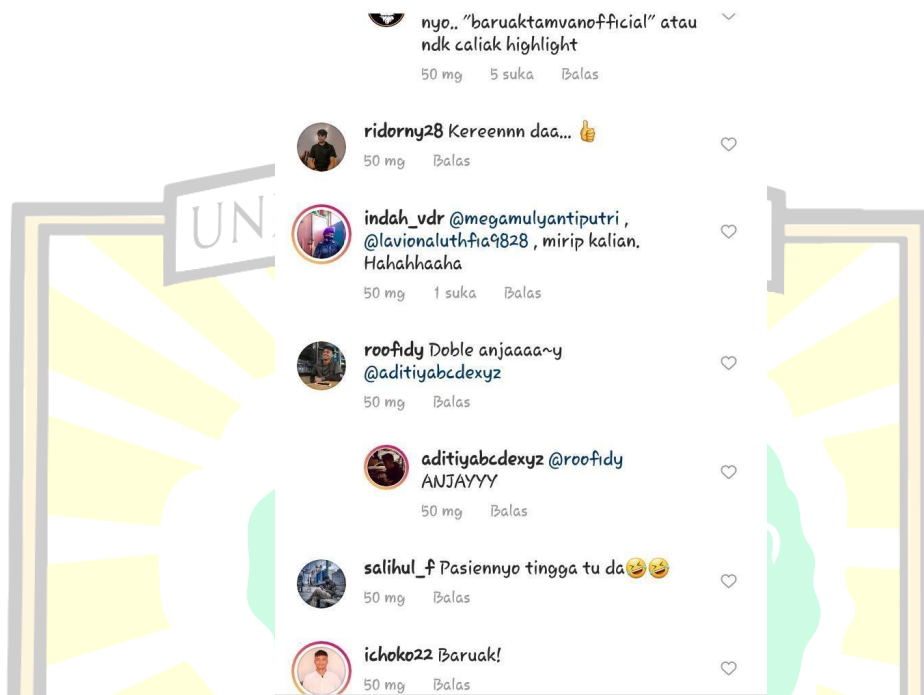 nyo.. "baruaktamvanofficial" atau
ndk caliak highlight
50 mg 5 suka Balas
ridorny28 Kereennn daa... 👍
50 mg Balas
UN
indah_vdr @megamulyantiputri ,
@lavionaluthfia9828 , mirip kalian.
Hahahhaaha
50 mg 1 suka Balas
roofidy Doble anjaaaa~y
@aditiyabcdexyz
50 mg Balas
aditiyabcdexyz @roofidy
ANJAYYY
50 mg Balas
salihul_f Pasiennyo tingga tu da🤣🤣
50 mg Balas
ichoko22 Baruak!
50 mg Balas